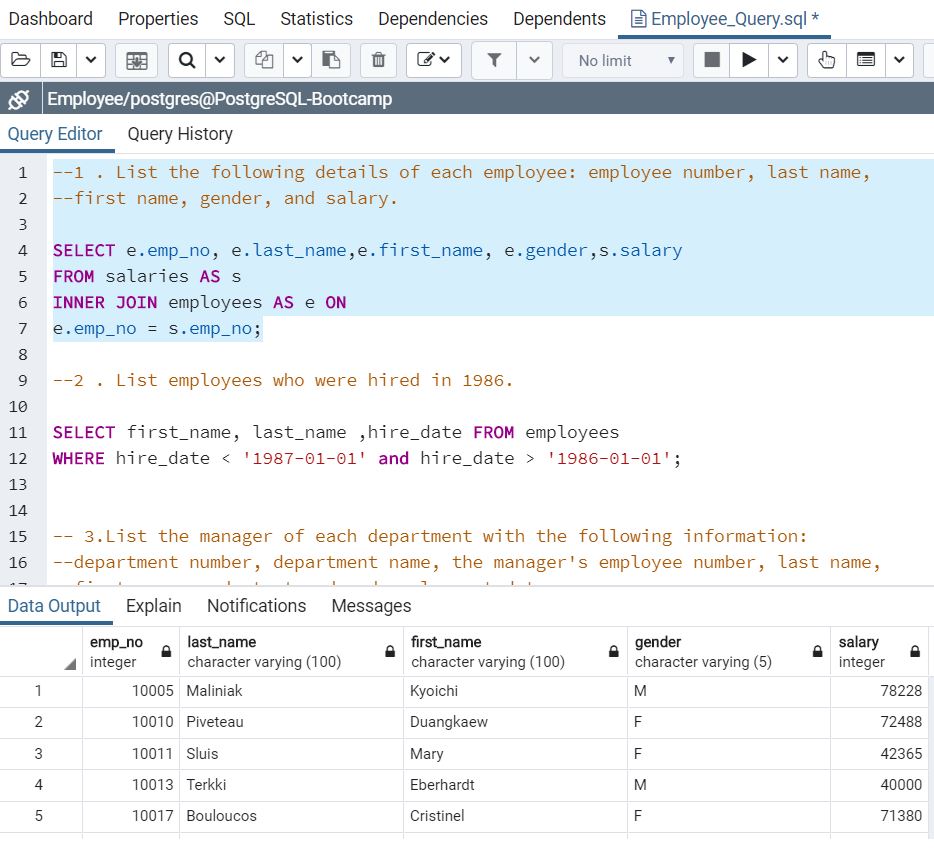 Dashboard Properties SQL Statistics Dependencies Dependents Employee_Query.sql *
No limit
Employee/postgres@PostgreSQL-Bootcamp
Query Editor Query History
1 --1 . List the following details of each employee: employee number, last name,
2 --first name, gender, and salary.
3
4 SELECT e.emp_no, e.last_name,e.first_name, e.gender,s.salary
5 FROM salaries AS s
6 INNER JOIN employees AS e ON
7 e.emp_no = s.emp_no;
8
9 --2 . List employees who were hired in 1986.
10
11 SELECT first_name, last_name ,hire_date FROM employees
12 WHERE hire_date < '1987-01-01' and hire_date > '1986-01-01';
13
14
15 -- 3.List the manager of each department with the following information:
16 --department number, department name, the manager's employee number, last name,
Data Output Explain Notifications Messages
emp_no last_name first_name gender salary
integer character varying (100) character varying (100) character varying (5) integer
1 10005 Maliniak Kyoichi M 78228
2 10010 Piveteau Duangkaew F 72488
3 10011 Sluis Mary F 42365
4 10013 Terkki Eberhardt M 40000
5 10017 Bouloucos Cristinel F 71380